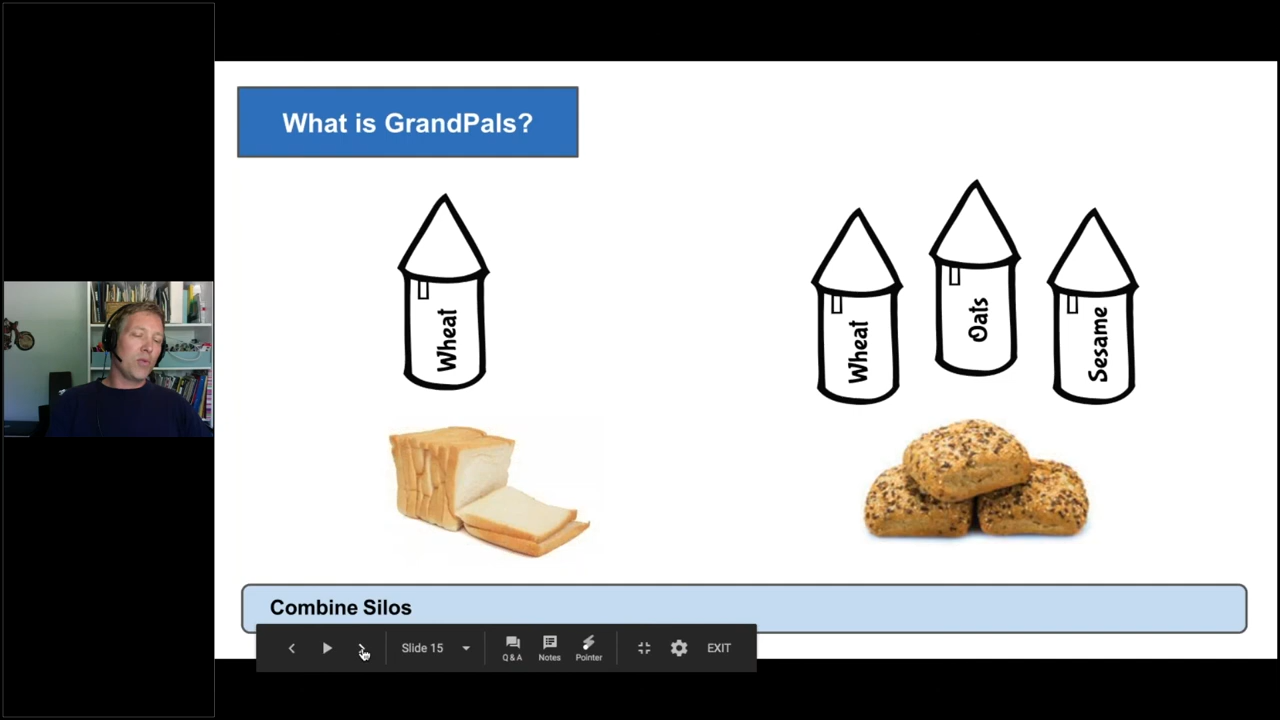 What is GrandPals?
Wheat
Wheat
Oats
Sesame
Combine Silos
Slide 15
Q & A
Notes
Pointer
EXIT